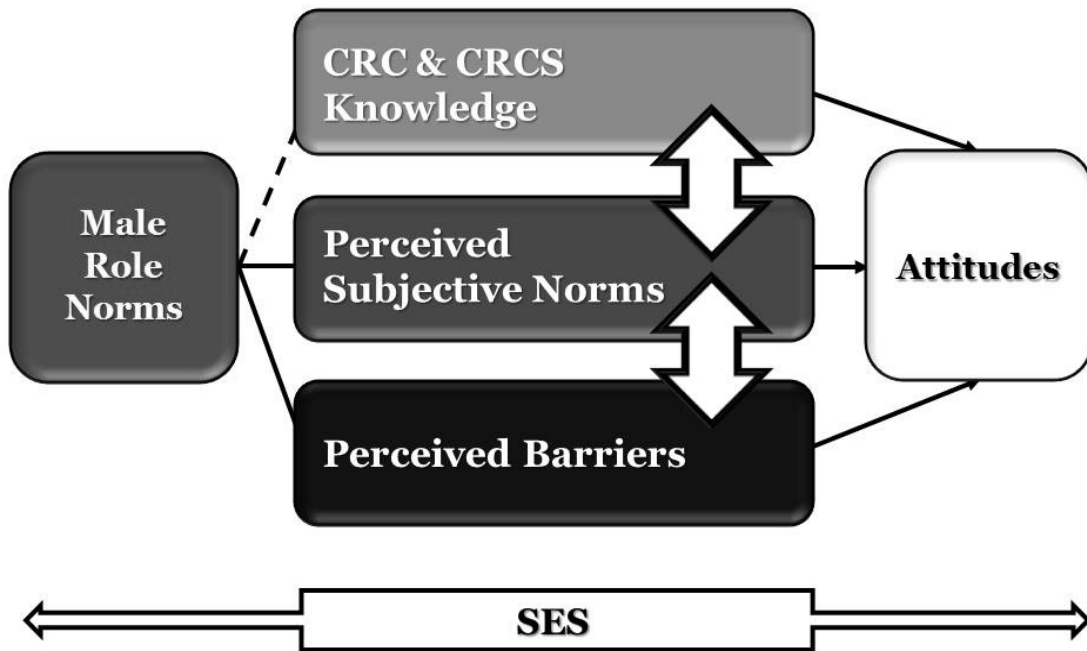 CRC & CRCS
Knowledge
Male
Role
Norms
Perceived
Subjective Norms
Attitudes
Perceived Barriers
SES